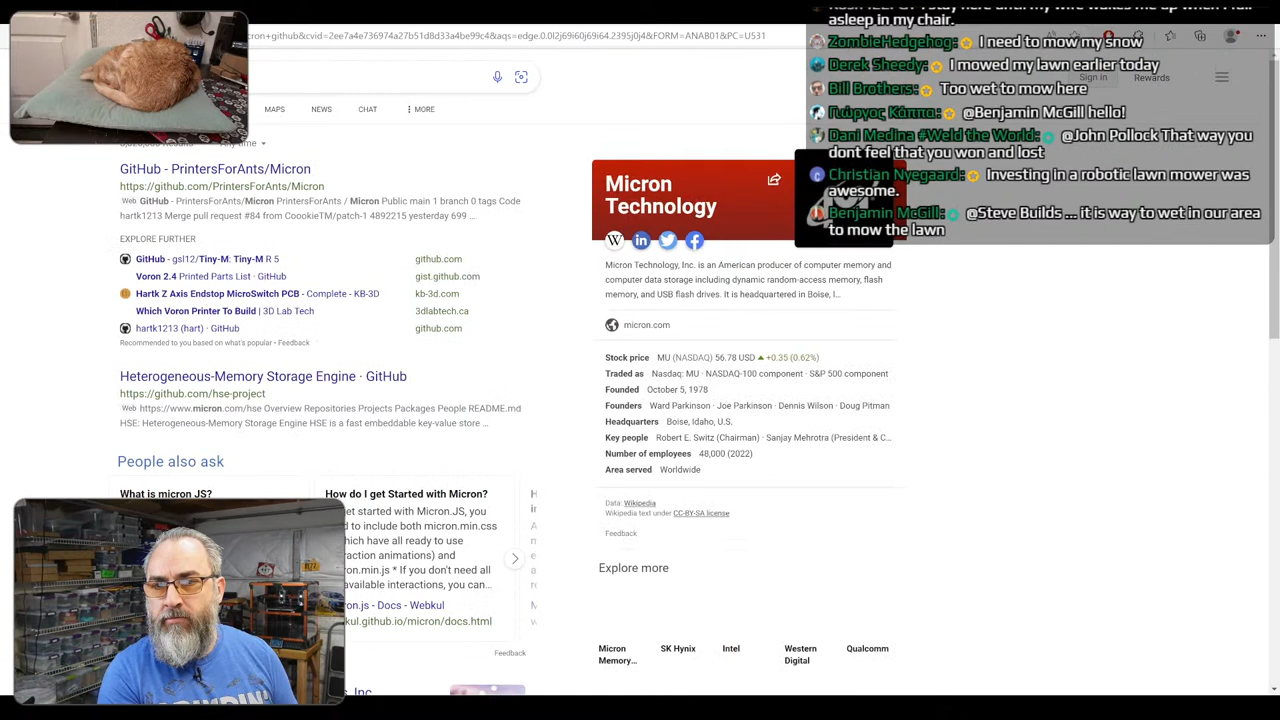 cron+github&cvid=2ee7a4e736974a27b51d8d33a4be99c4&aqs=edge.0.0l2j69i60j69i64.2395j0j4&FORM=ANAB01&PC=U531
asleep in my chair.
ZombieHedgehog: I need to mow my snow
Derek Sheedy: I mowed my lawn earlier today
Bill Brothers: Too wet to mow here
Γιώργος Κάππα: @Benjamin McGill hello!
Dani Medina #Weld the World: @John Pollock That way you
dont feel that you won and lost
Christian Nyegaard: Investing in a robotic lawn mower was
awesome.
Benjamin McGill: @Steve Builds ... it is way to wet in our area
to mow the lawn
Sign in
Rewards
MAPS
NEWS
CHAT
MORE
Any time
GitHub - PrintersForAnts/Micron
https://github.com/PrintersForAnts/Micron
Web GitHub - PrintersForAnts/Micron PrintersForAnts / Micron Public main 1 branch 0 tags Code
hartk1213 Merge pull request #84 from CoookieTM/patch-1 4892215 yesterday 699 ...
EXPLORE FURTHER
GitHub - gsl12/Tiny-M: Tiny-M R 5 github.com
Voron 2.4 Printed Parts List · GitHub gist.github.com
Hartk Z Axis Endstop MicroSwitch PCB - Complete - KB-3D kb-3d.com
Which Voron Printer To Build | 3D Lab Tech 3dlabtech.ca
hartk1213 (hart) · GitHub github.com
Recommended to you based on what's popular • Feedback
Heterogeneous-Memory Storage Engine · GitHub
https://github.com/hse-project
Web https://www.micron.com/hse Overview Repositories Projects Packages People README.md
HSE: Heterogeneous-Memory Storage Engine HSE is a fast embeddable key-value store ...
People also ask
What is micron JS?
How do I get Started with Micron?
get started with Micron.JS, you
d to include both micron.min.css
which have all ready to use
raction animations) and
ron.min.js * If you don't need all
available interactions, you can...
ron.js - Docs - Webkul
kul.github.io/micron/docs.html
Feedback
Micron
Technology
Micron Technology, Inc. is an American producer of computer memory and
computer data storage including dynamic random-access memory, flash
memory, and USB flash drives. It is headquartered in Boise, I...
micron.com
Stock price MU (NASDAQ) 56.78 USD ▲ +0.35 (0.62%)
Traded as Nasdaq: MU · NASDAQ-100 component · S&P 500 component
Founded October 5, 1978
Founders Ward Parkinson · Joe Parkinson · Dennis Wilson · Doug Pitman
Headquarters Boise, Idaho, U.S.
Key people Robert E. Switz (Chairman) · Sanjay Mehrotra (President & C...
Number of employees 48,000 (2022)
Area served Worldwide
Data: Wikipedia
Wikipedia text under CC-BY-SA license
Feedback
Explore more
Micron
Memory...
SK Hynix
Intel
Western
Digital
Qualcomm